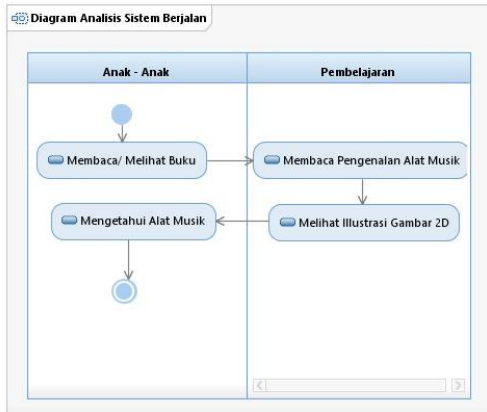 Diagram Analisis Sistem Berjalan
Anak - Anak
Pembelajaran
Membaca/ Melihat Buku
Membaca Pengenalan Alat Musik
Mengetahui Alat Musik
Melihat Illustrasi Gambar 2D